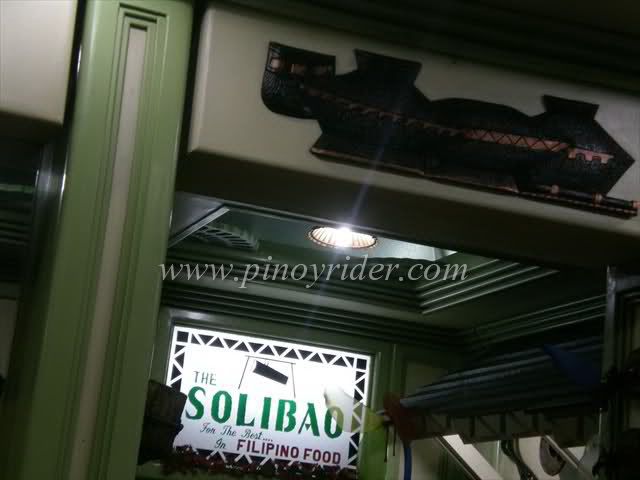 www.pinoyrider.com
THE
SOLIBAO
For The Best....
In FILIPINO FOOD